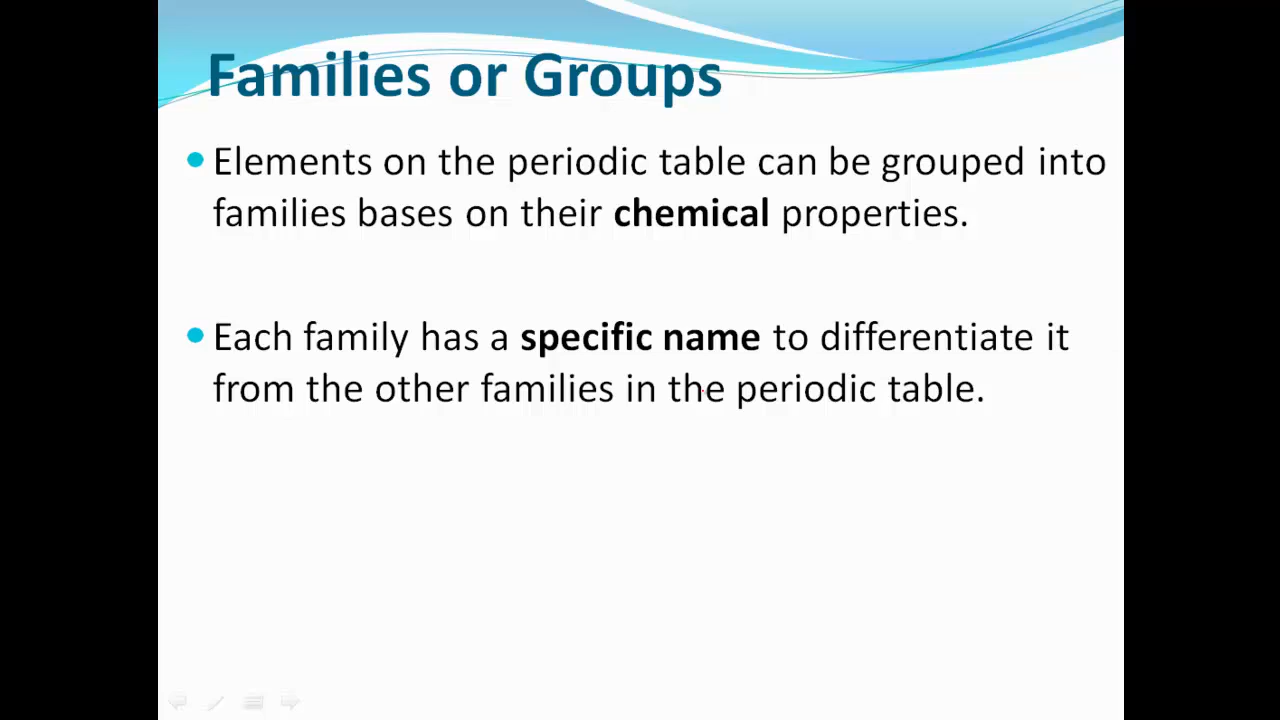 Families or Groups
Elements on the periodic table can be grouped into
families bases on their chemical properties.
Each family has a specific name to differentiate it
from the other families in the periodic table.